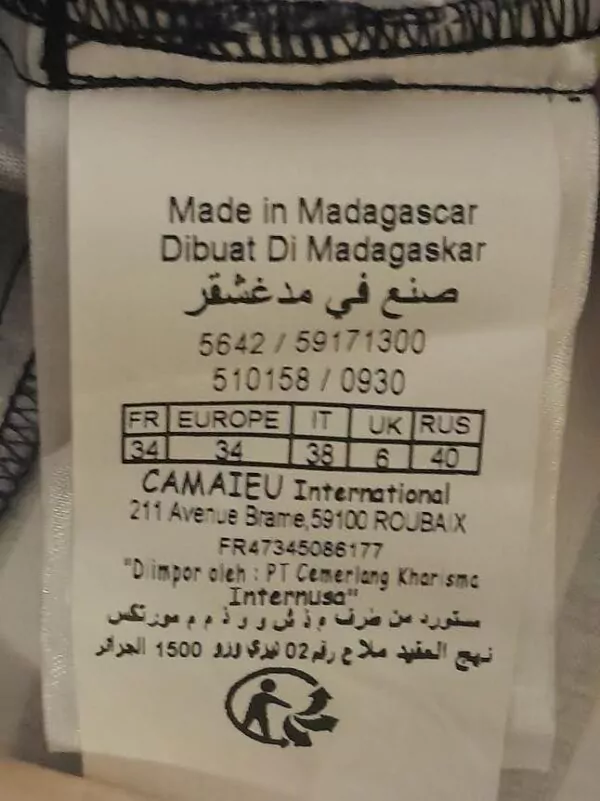 Made in Madagascar
Dibuat Di Madagaskar
صنع في مدغشقر
5642 / 59171300
510158 / 0930
FR EUROPE IT UK RUS
34 34 38 6 40
CAMAIEU International
211 Avenue Brame,59100 ROUBAIX
FR47345086177
"Diimpor oleh : PT Cemerlang Kharisma
Internusa"
مستورد من طرف م ذ ش و و ذ م م مورتكس
نهج العقيد ملاح رقم 02 1500 الجزائر